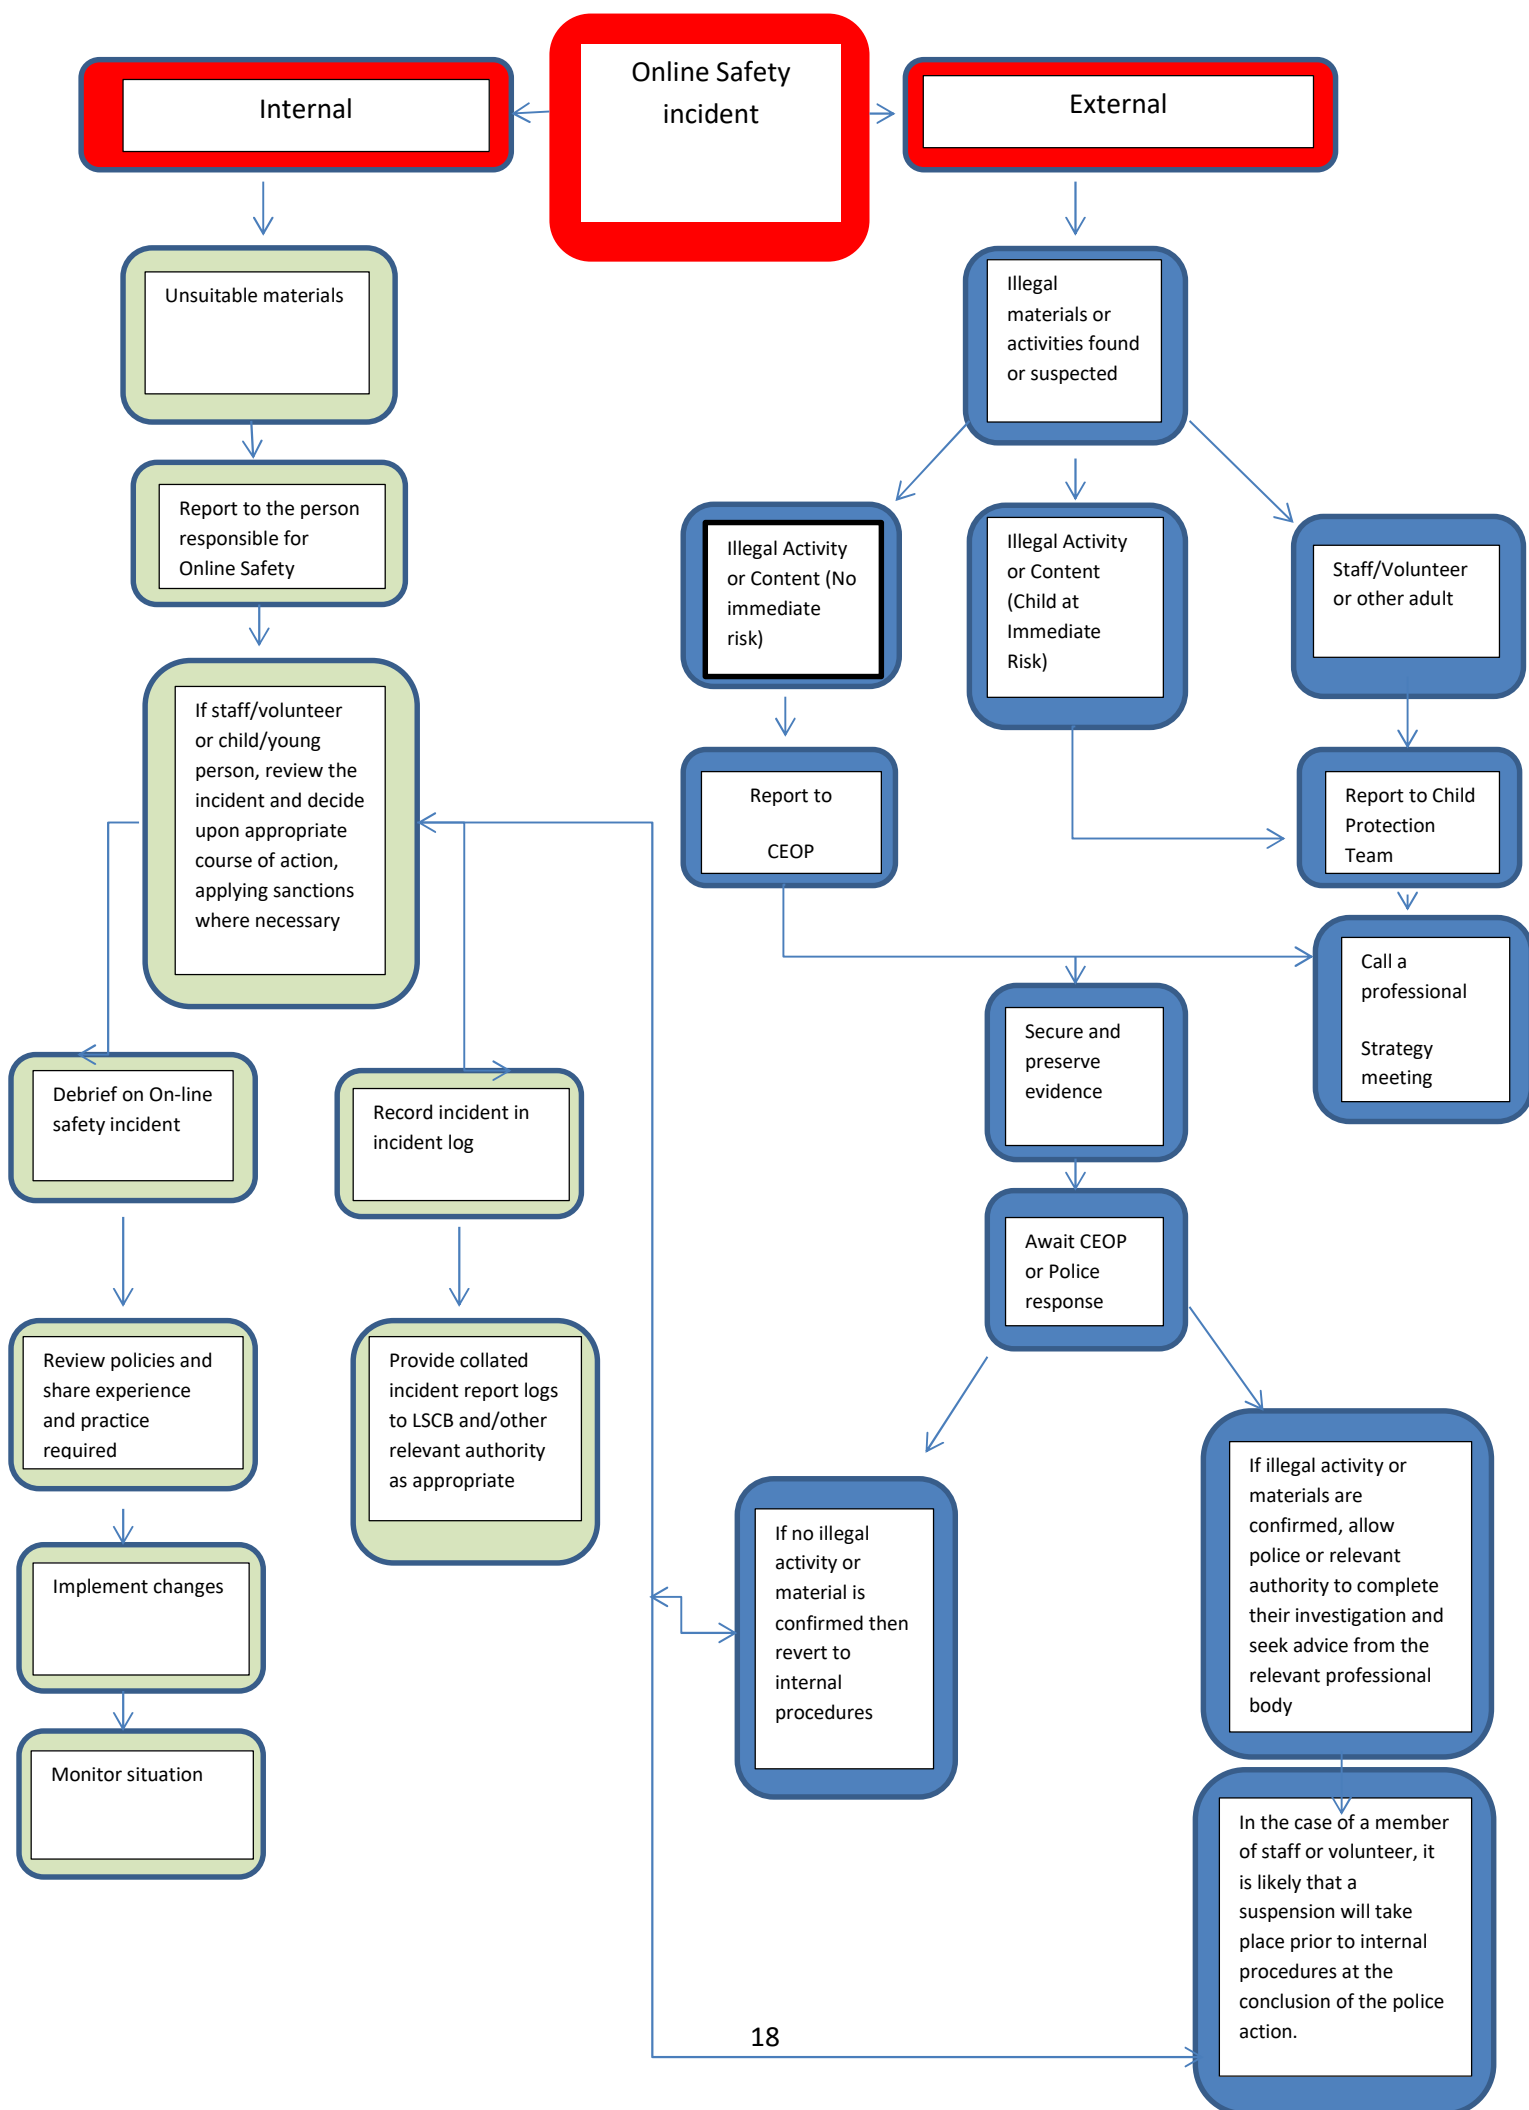 Online Safety
incident
Internal
External
Unsuitable materials
Report to the person
responsible for
Online Safety
If staff/volunteer
or child/young
person, review the
incident and decide
upon appropriate
course of action,
applying sanctions
where necessary
Debrief on On-line
safety incident
Record incident in
incident log
Review policies and
share experience
and practice
required
Provide collated
incident report logs
to LSCB and/other
relevant authority
as appropriate
Implement changes
Monitor situation
Illegal
materials or
activities found
or suspected
Illegal Activity
or Content (No
immediate
risk)
Illegal Activity
or Content
(Child at
Immediate
Risk)
Staff/Volunteer
or other adult
Report to
CEOP
Report to Child
Protection
Team
Call a
professional
Strategy
meeting
Secure and
preserve
evidence
Await CEOP
or Police
response
If no illegal
activity or
material is
confirmed then
revert to
internal
procedures
If illegal activity or
materials are
confirmed, allow
police or relevant
authority to complete
their investigation and
seek advice from the
relevant professional
body
In the case of a member
of staff or volunteer, it
is likely that a
suspension will take
place prior to internal
procedures at the
conclusion of the police
action.
18